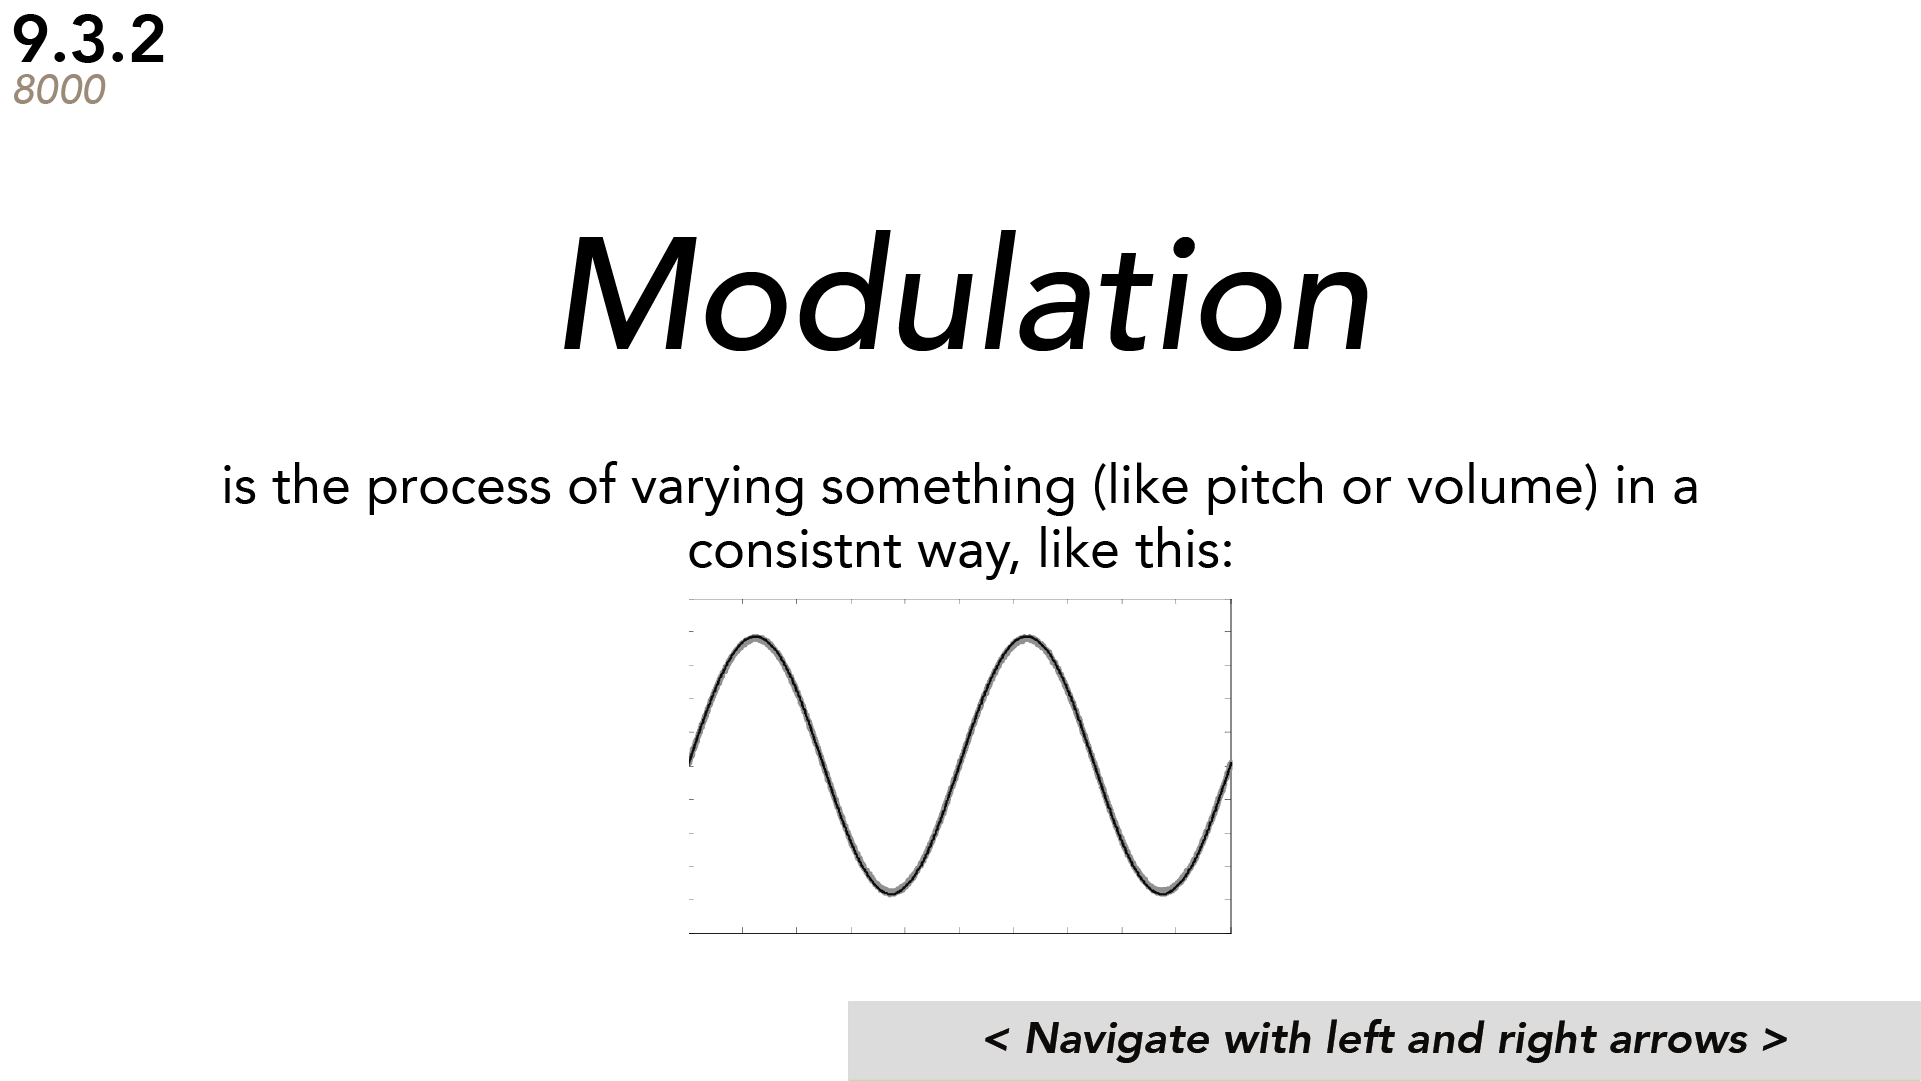 9.3.2
8000
Modulation
is the process of varying something (like pitch or volume) in a
consistnt way, like this:
< Navigate with left and right arrows >